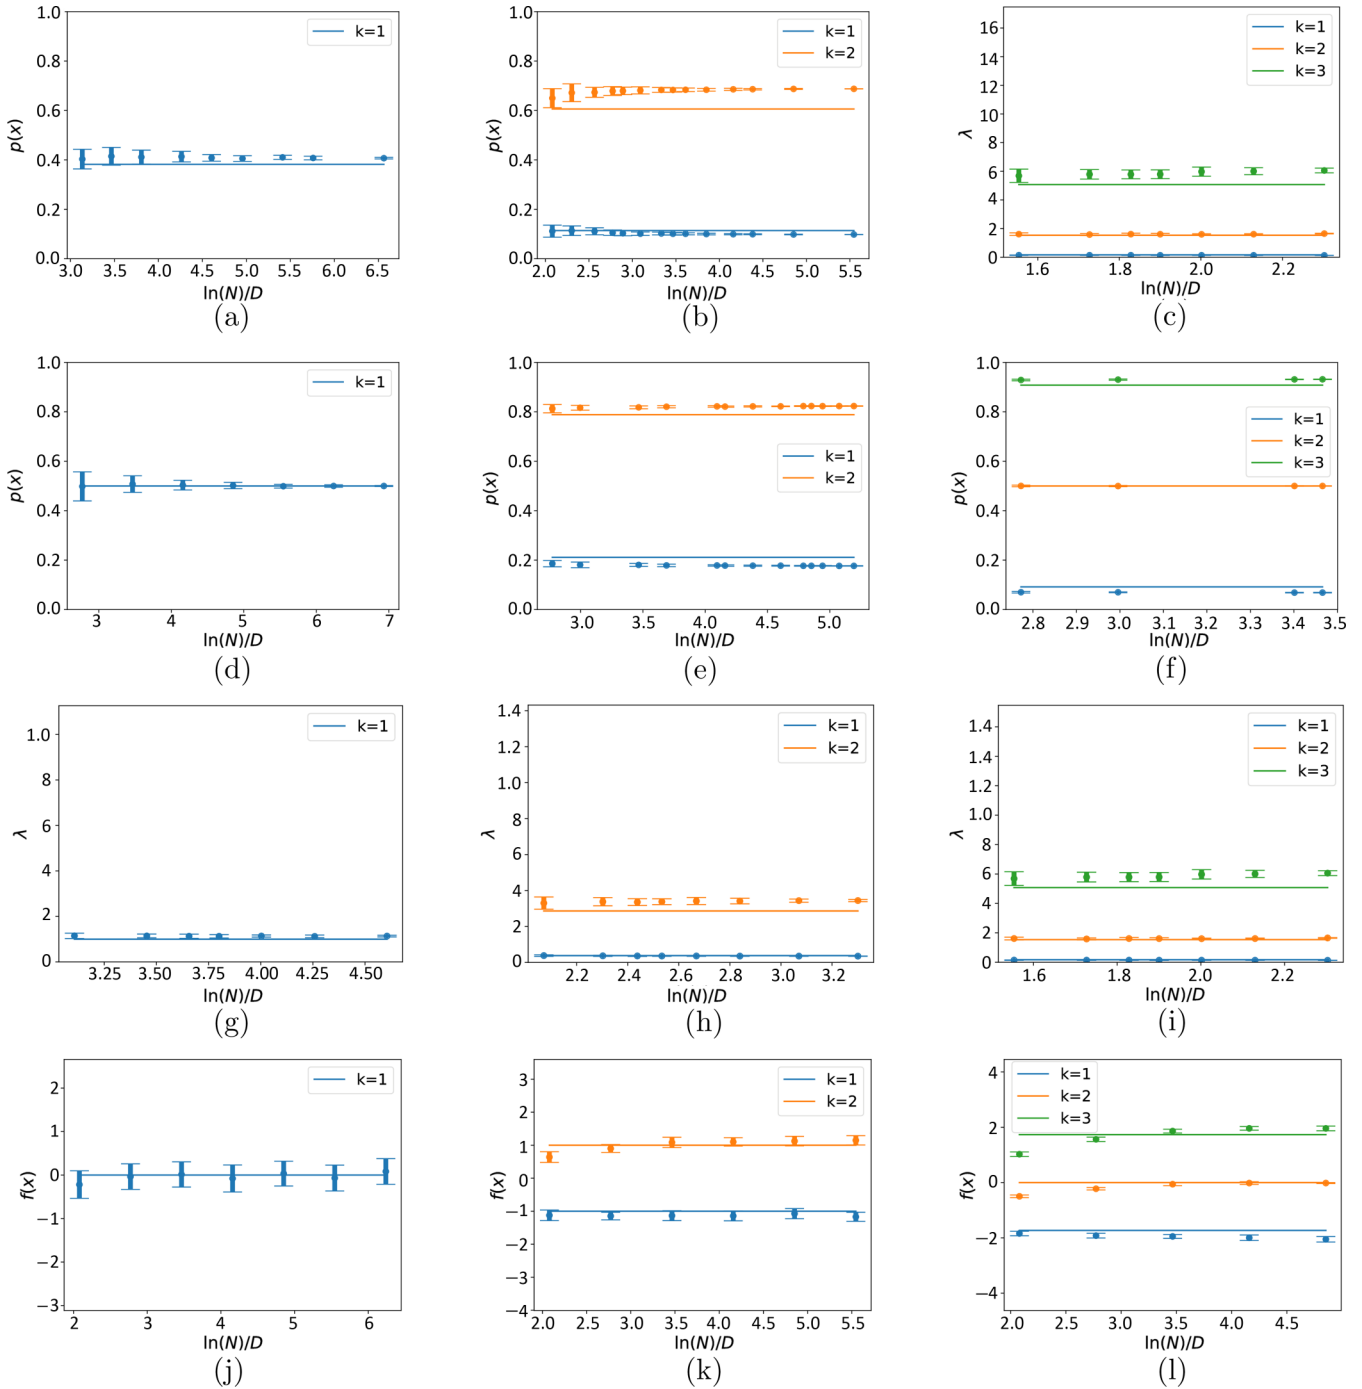 1.0
0.8
0.6
0.4
0.2
0.0
p(x)
k=1
3.0 3.5 4.0 4.5 5.0 5.5 6.0 6.5
ln(N)/D
(a)
1.0
0.8
0.6
0.4
0.2
0.0
p(x)
k=1
k=2
2.0 2.5 3.0 3.5 4.0 4.5 5.0 5.5
ln(N)/D
(b)
16
14
12
10
8
6
4
2
0
λ
k=1
k=2
k=3
1.6 1.8 2.0 2.2
ln(N)/D
(c)
1.0
0.8
0.6
0.4
0.2
0.0
p(x)
k=1
3 4 5 6 7
ln(N)/D
(d)
1.0
0.8
0.6
0.4
0.2
0.0
p(x)
k=1
k=2
3.0 3.5 4.0 4.5 5.0
ln(N)/D
(e)
1.0
0.8
0.6
0.4
0.2
0.0
p(x)
k=1
k=2
k=3
2.8 2.9 3.0 3.1 3.2 3.3 3.4 3.5
ln(N)/D
(f)
1.0
8
6
4
2
0
λ
k=1
3.25 3.50 3.75 4.00 4.25 4.50
ln(N)/D
(g)
1.4
1.2
1.0
8
6
4
2
0
λ
k=1
k=2
2.2 2.4 2.6 2.8 3.0 3.2
ln(N)/D
(h)
1.4
1.2
1.0
8
6
4
2
0
λ
k=1
k=2
k=3
1.6 1.8 2.0 2.2
ln(N)/D
(i)
2
1
0
−1
−2
−3
f(x)
k=1
2 3 4 5 6
ln(N)/D
(j)
3
2
1
0
−1
−2
−3
−4
f(x)
k=1
k=2
2.0 2.5 3.0 3.5 4.0 4.5 5.0 5.5
ln(N)/D
(k)
4
2
0
−2
−4
f(x)
k=1
k=2
k=3
2.0 2.5 3.0 3.5 4.0 4.5
ln(N)/D
(l)